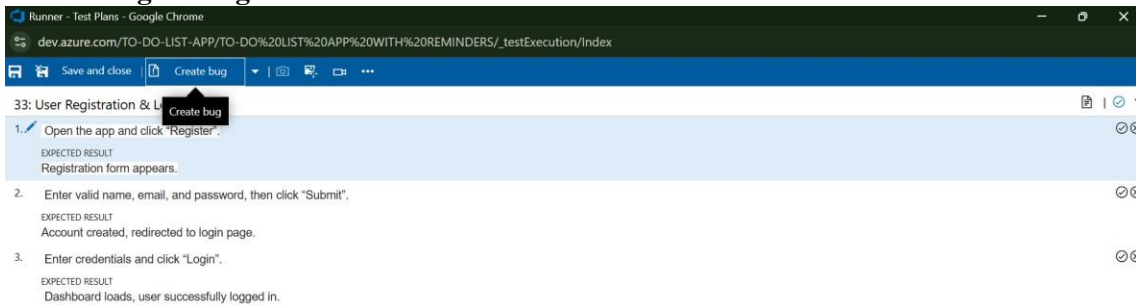 Runner - Test Plans - Google Chrome
dev.azure.com/TO-DO-LIST-APP/TO-DO%20LIST%20APP%20WITH%20REMINDERS/_testExecution/Index
Save and close | Create bug
Create bug
33: User Registration & L
1. Open the app and click “Register”.
EXPECTED RESULT
Registration form appears.
2. Enter valid name, email, and password, then click “Submit”.
EXPECTED RESULT
Account created, redirected to login page.
3. Enter credentials and click “Login”.
EXPECTED RESULT
Dashboard loads, user successfully logged in.